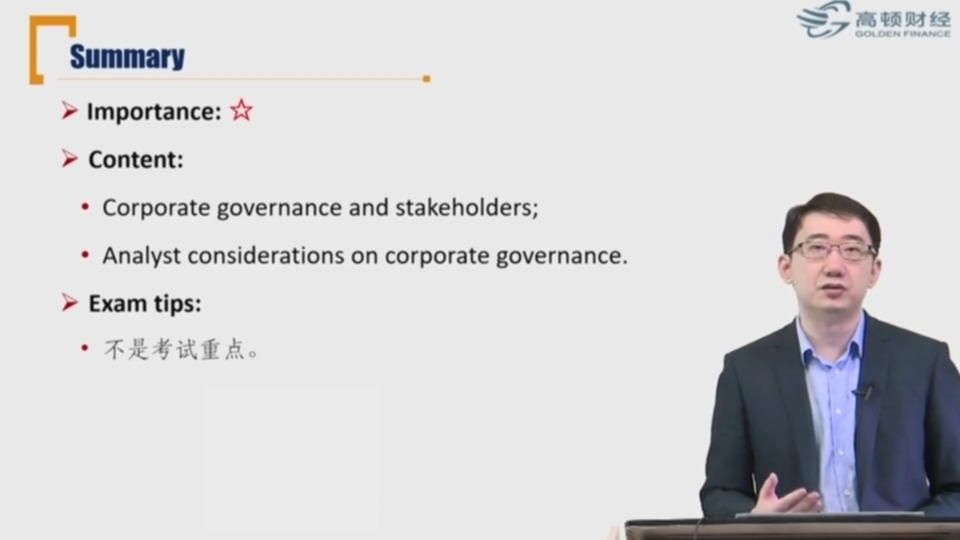 高顿财经
GOLDEN FINANCE
Summary
Importance: ☆
Content:
Corporate governance and stakeholders;
Analyst considerations on corporate governance.
Exam tips:
不是考试重点。